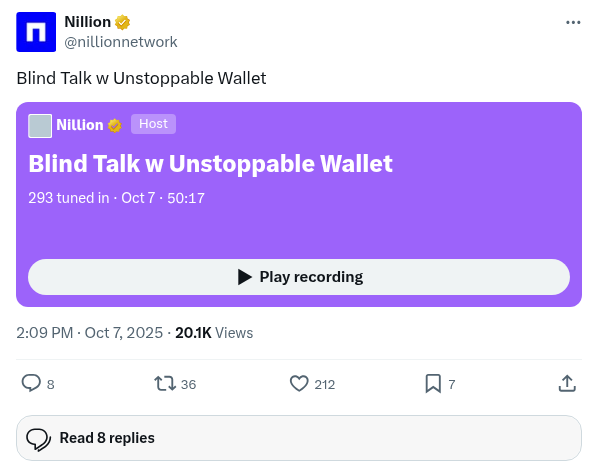 Nillion
@nillionnetwork
Blind Talk w Unstoppable Wallet
Nillion Host
Blind Talk w Unstoppable Wallet
293 tuned in · Oct 7 · 50:17
Play recording
2:09 PM · Oct 7, 2025 · 20.1K Views
8 36 212 7
Read 8 replies